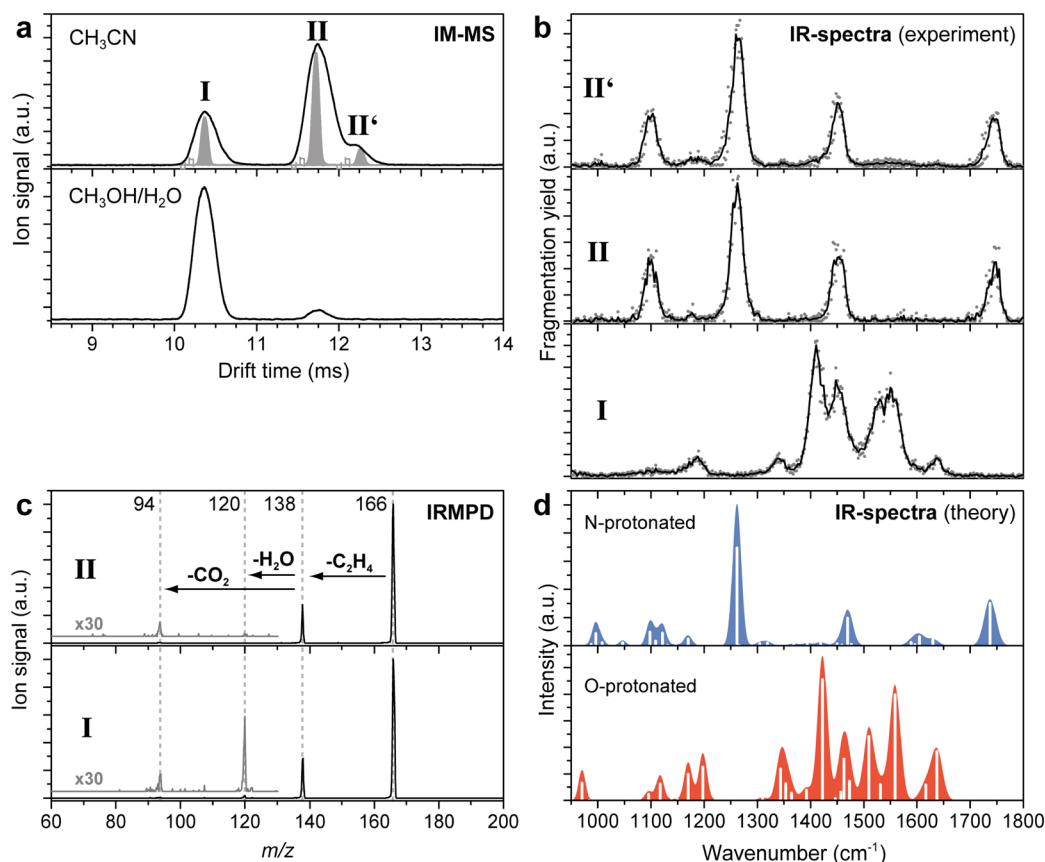 a
CH₃CN
IM-MS
I
II
II‘
CH₃OH/H₂O
Ion signal (a.u.)
9 10 11 12 13 14
Drift time (ms)
b
IR-spectra (experiment)
II‘
II
I
Fragmentation yield (a.u.)
c
94 120 138 166
IRMPD
-CO₂
-H₂O
-C₂H₄
II
x30
I
x30
Ion signal (a.u.)
60 80 100 120 140 160 180 200
m/z
d
N-protonated
IR-spectra (theory)
O-protonated
Intensity (a.u.)
1000 1100 1200 1300 1400 1500 1600 1700 1800
Wavenumber (cm⁻¹)